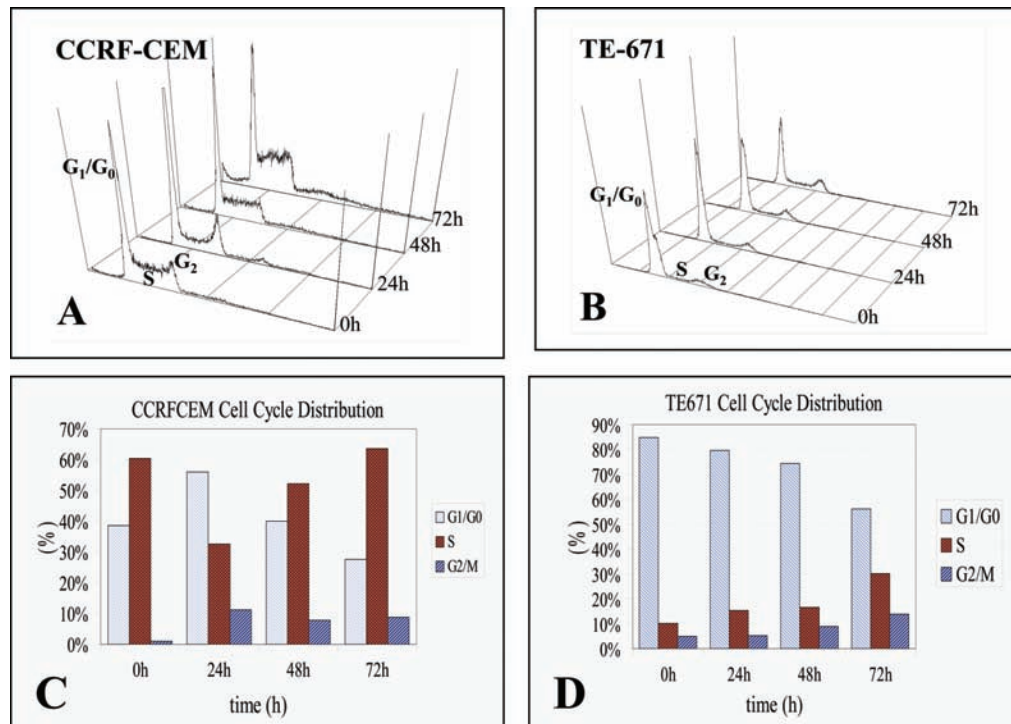 CCRF-CEM
G1/G0
S
G2
72h
48h
24h
0h
A
TE-671
G1/G0
S
G2
72h
48h
24h
0h
B
CCRFCEM Cell Cycle Distribution
70%
60%
50%
40%
30%
20%
10%
0%
(%)
0h 24h 48h 72h
time (h)
G1/G0
S
G2/M
C
TE671 Cell Cycle Distribution
90%
80%
70%
60%
50%
40%
30%
20%
10%
0%
(%)
0h 24h 48h 72h
time (h)
G1/G0
S
G2/M
D